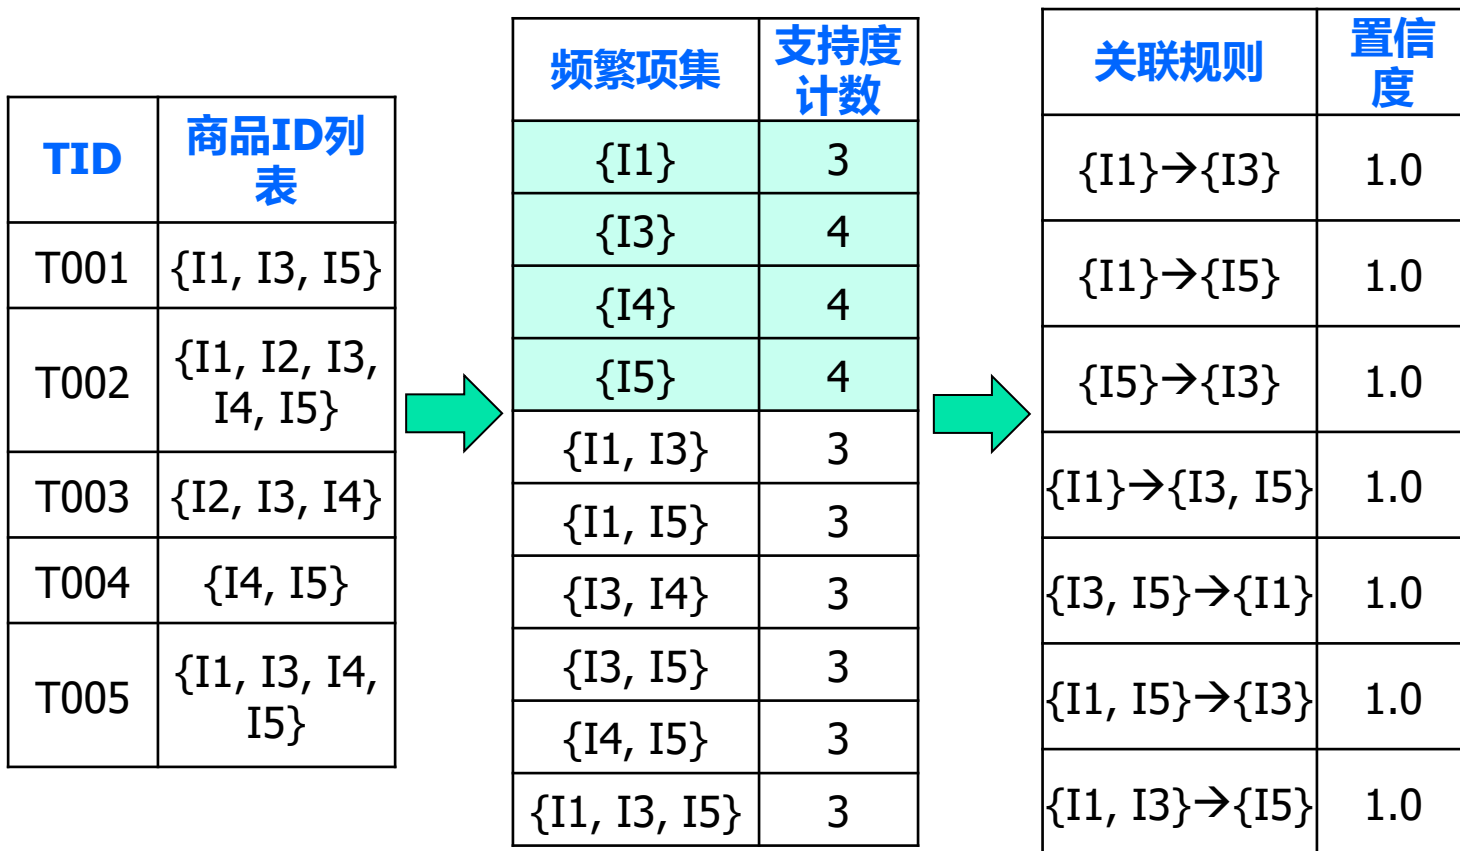 TID
商品ID列
表
T001
{I1, I3, I5}
T002
{I1, I2, I3,
I4, I5}
T003
{I2, I3, I4}
T004
{I4, I5}
T005
{I1, I3, I4,
I5}
频繁项集
支持度
计数
{I1}
3
{I3}
4
{I4}
4
{I5}
4
{I1, I3}
3
{I1, I5}
3
{I3, I4}
3
{I3, I5}
3
{I4, I5}
3
{I1, I3, I5}
3
关联规则
置信
度
{I1}→{I3}
1.0
{I1}→{I5}
1.0
{I5}→{I3}
1.0
{I1}→{I3, I5}
1.0
{I3, I5}→{I1}
1.0
{I1, I5}→{I3}
1.0
{I1, I3}→{I5}
1.0